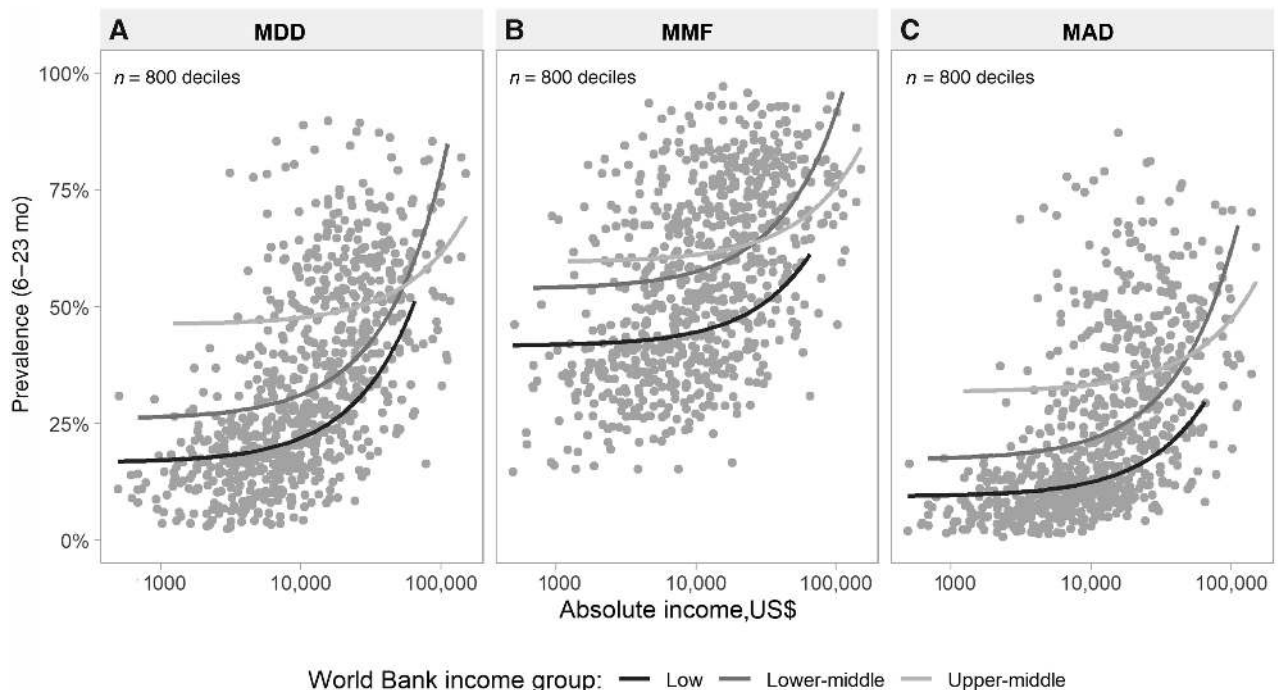 A MDD
B MMF
C MAD
n = 800 deciles
n = 800 deciles
n = 800 deciles
Prevalence (6–23 mo)
100%
75%
50%
25%
0%
1000 10,000 100,000
1000 10,000 100,000
1000 10,000 100,000
Absolute income,US$
World Bank income group: Low Lower-middle Upper-middle